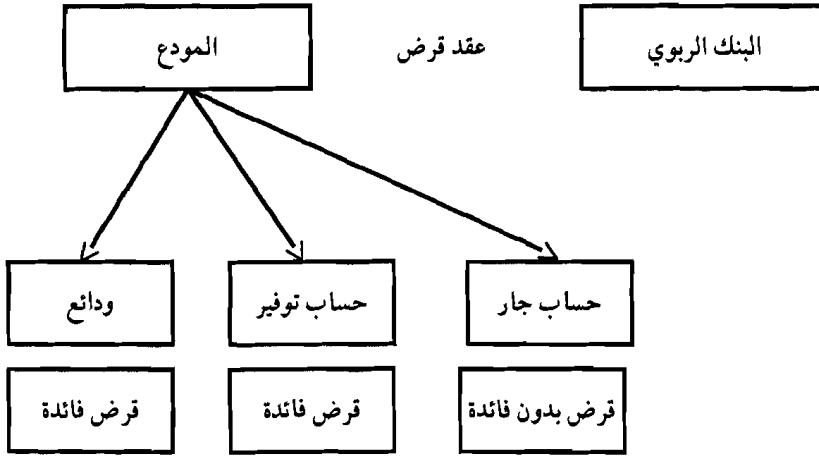 البنك الربوي عقد قرض المودع
حساب جار حساب توفير ودائع
قرض بدون فائدة قرض فائدة قرض فائدة